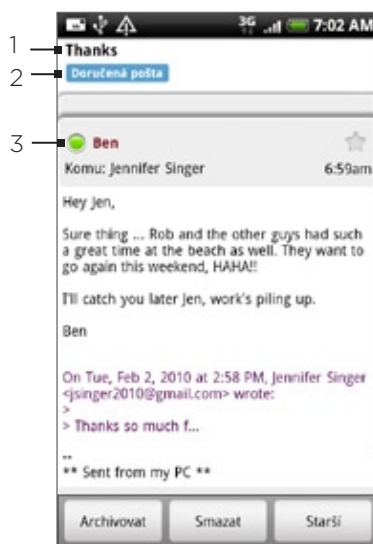 3G 7:02 AM
1 Thanks
2 Doručená pošta
3 Ben
Komu: Jennifer Singer 6:59am
Hey Jen,
Sure thing ... Rob and the other guys had such
a great time at the beach as well. They want to
go again this weekend, HAHA!!
I'll catch you later Jen, work's piling up.
Ben
On Tue, Feb 2, 2010 at 2:58 PM, Jennifer Singer
<jsinger2010@gmail.com> wrote:
>
> Thanks so much f...
--
** Sent from my PC **
Archivovat Smazat Starší